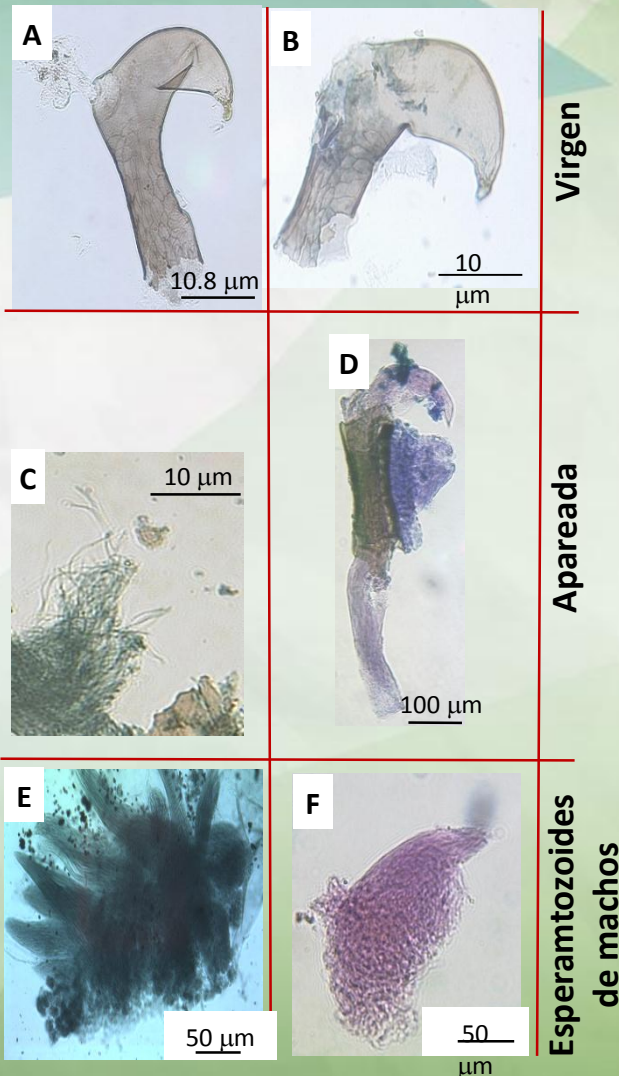 A
B
10.8 µm
10
µm
Virgen
C
10 µm
D
100 µm
Apareada
E
50 µm
F
50
µm
Esperamtozoides
de machos